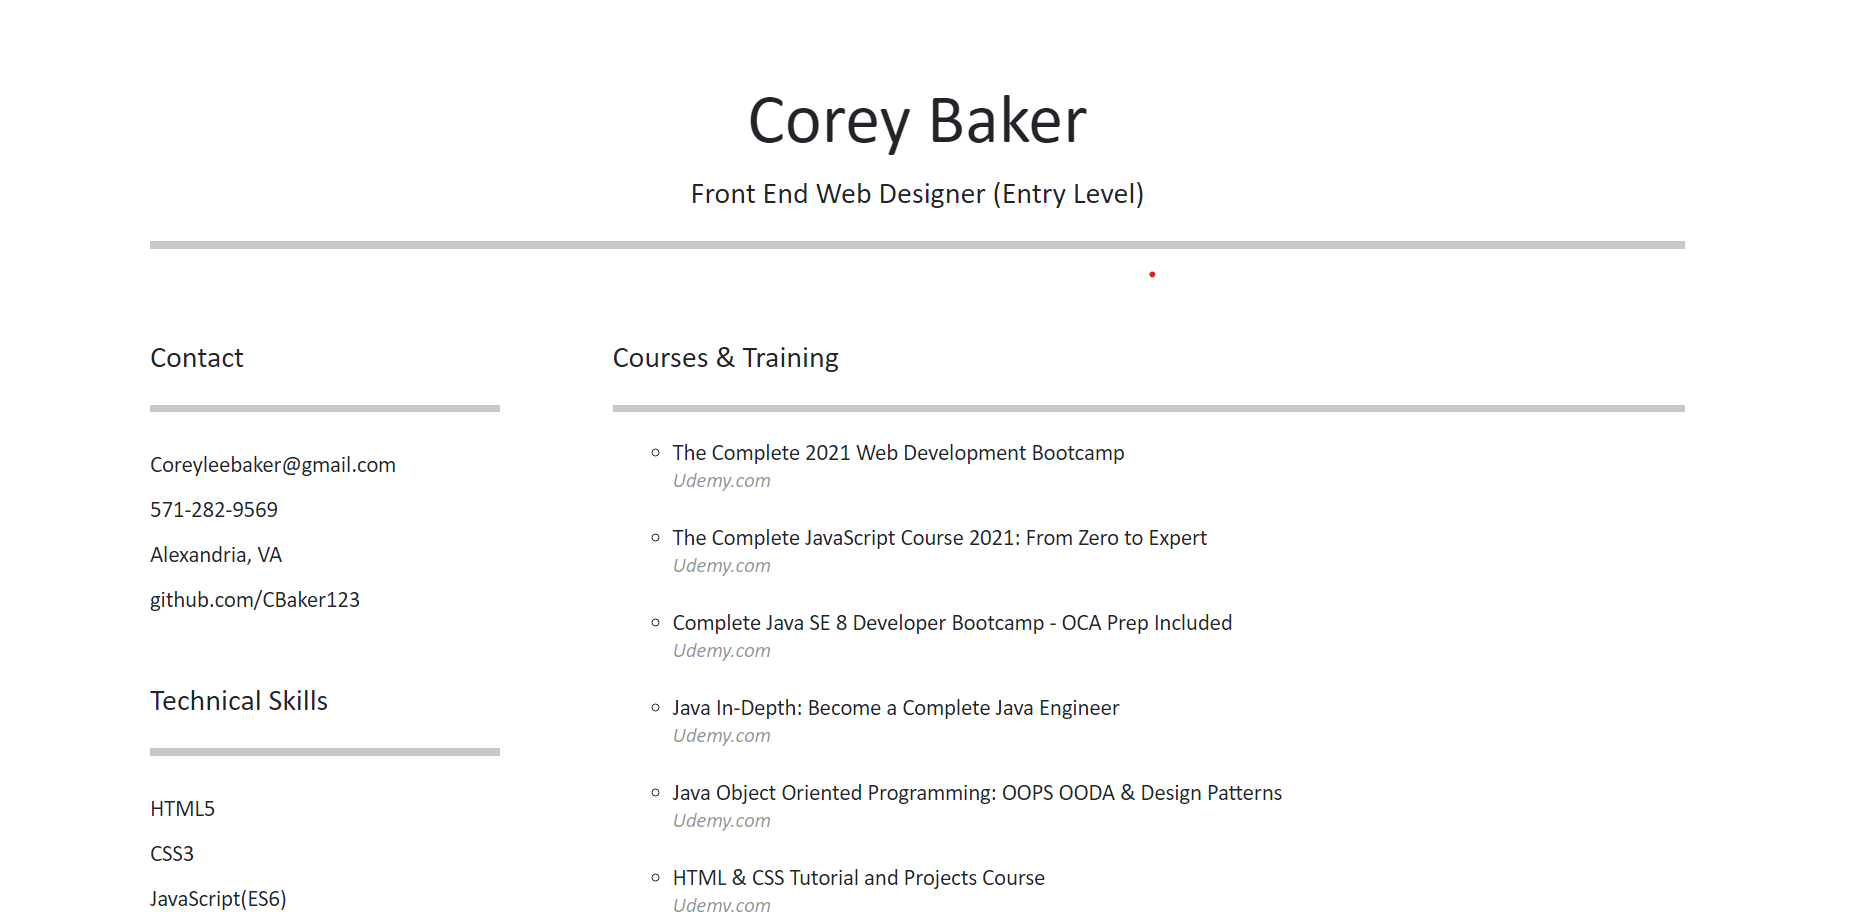 Corey Baker
Front End Web Designer (Entry Level)
Contact
Coreyleebaker@gmail.com
571-282-9569
Alexandria, VA
github.com/CBaker123
Technical Skills
HTML5
CSS3
JavaScript(ES6)
Courses & Training
The Complete 2021 Web Development Bootcamp
Udemy.com
The Complete JavaScript Course 2021: From Zero to Expert
Udemy.com
Complete Java SE 8 Developer Bootcamp - OCA Prep Included
Udemy.com
Java In-Depth: Become a Complete Java Engineer
Udemy.com
Java Object Oriented Programming: OOPS OODA & Design Patterns
Udemy.com
HTML & CSS Tutorial and Projects Course
Udemy.com